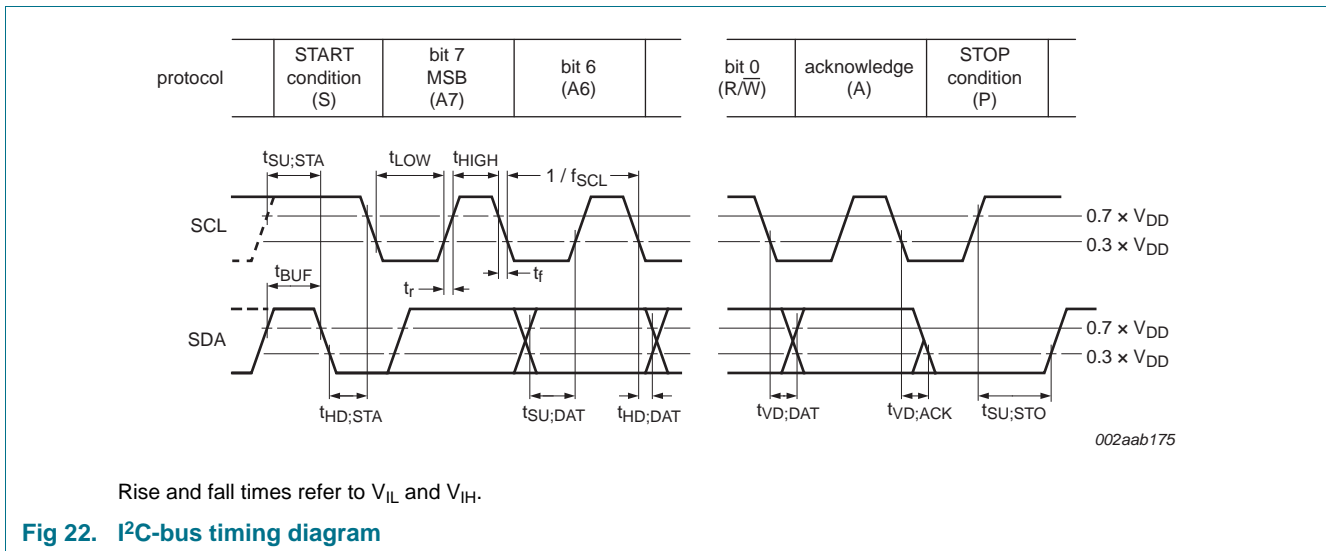 protocol
START
condition
(S)
bit 7
MSB
(A7)
bit 6
(A6)
bit 0
(R/W̅)
acknowledge
(A)
STOP
condition
(P)
tSU;STA
tLOW
tHIGH
1 / fSCL
SCL
0.7 × VDD
0.3 × VDD
tBUF
tr
tf
SDA
0.7 × VDD
0.3 × VDD
tHD;STA
tSU;DAT
tHD;DAT
tVD;DAT
tVD;ACK
tSU;STO
002aab175
Rise and fall times refer to VIL and VIH.
Fig 22. I²C-bus timing diagram